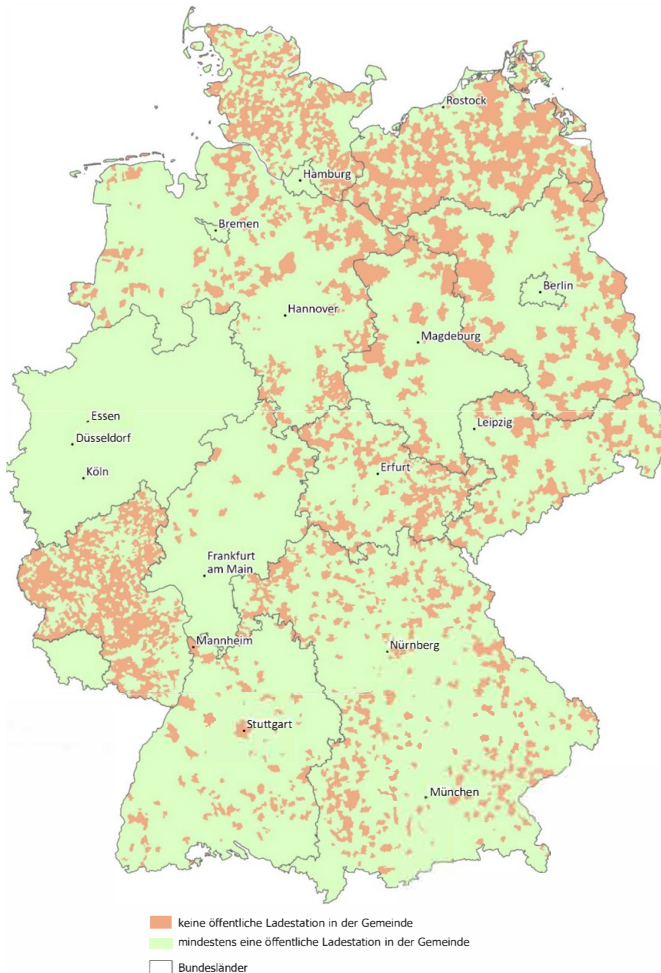 Rostock
Hamburg
Bremen
Berlin
Hannover
Magdeburg
Essen
Leipzig
Düsseldorf
Erfurt
Köln
Frankfurt
am Main
Mannheim
Nürnberg
Stuttgart
München
keine öffentliche Ladestation in der Gemeinde
mindestens eine öffentliche Ladestation in der Gemeinde
Bundesländer